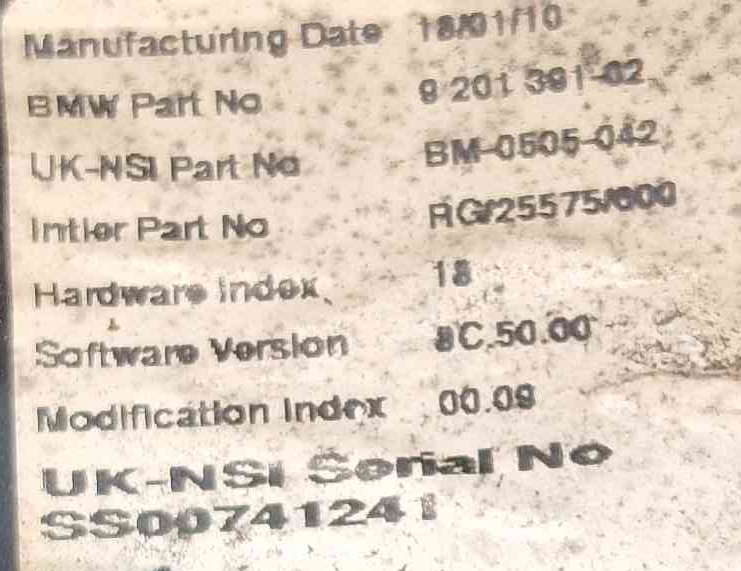 Manufacturing Date 18/01/10
BMW Part No 9 201 391-02
UK-NSI Part No BM-0505-042
Intier Part No RG/25575/600
Hardware Index 18
Software Version 8C.50.00
Modification Index 00.09
UK-NSI Serial No
SS00741241